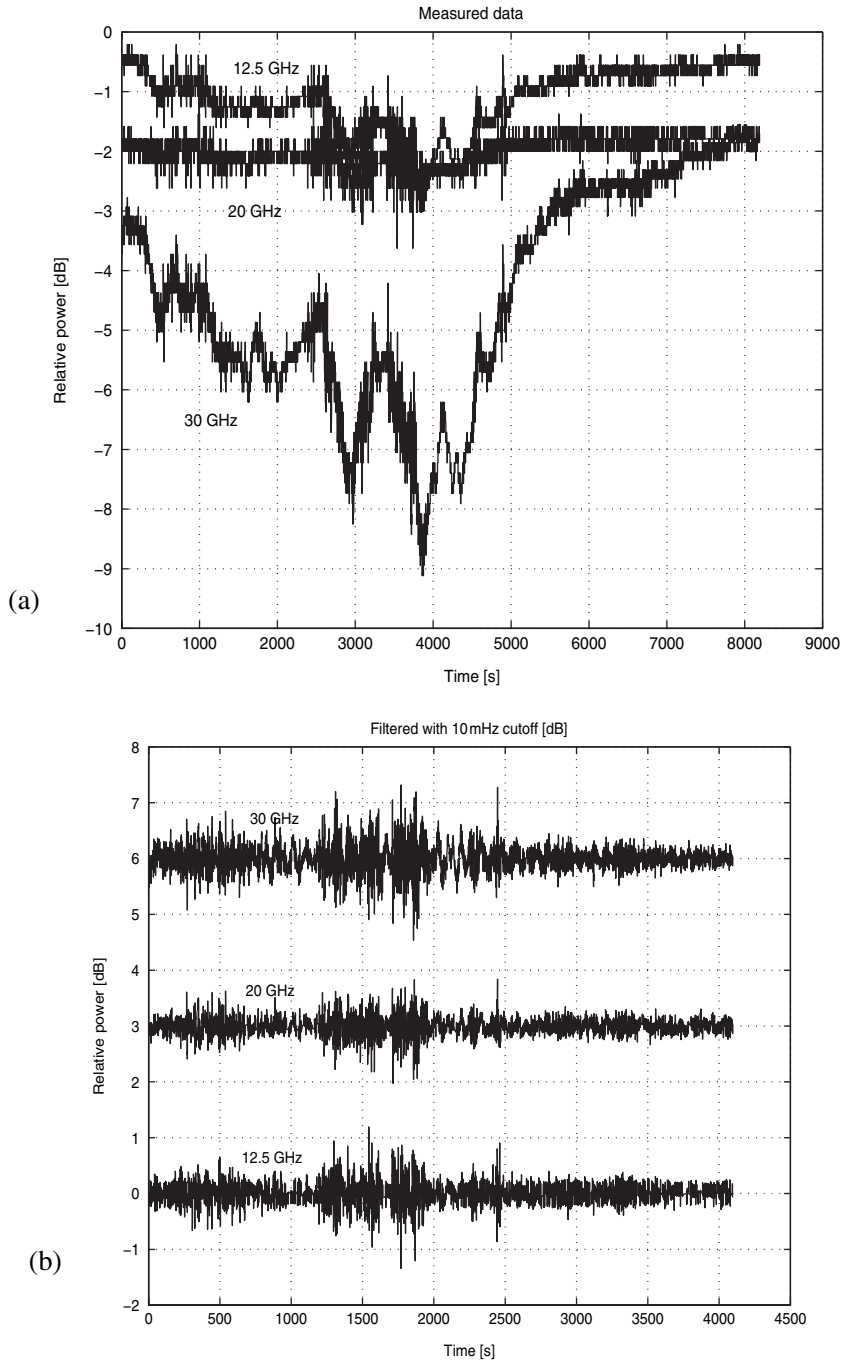 Measured data
0
−1
−2
−3
−4
−5
−6
−7
−8
−9
−10
Relative power [dB]
12.5 GHz
20 GHz
30 GHz
0 1000 2000 3000 4000 5000 6000 7000 8000 9000
Time [s]
(a)
Filtered with 10 mHz cutoff [dB]
8
7
6
5
4
3
2
1
0
−1
−2
Relative power [dB]
30 GHz
20 GHz
12.5 GHz
0 500 1000 1500 2000 2500 3000 3500 4000 4500
Time [s]
(b)